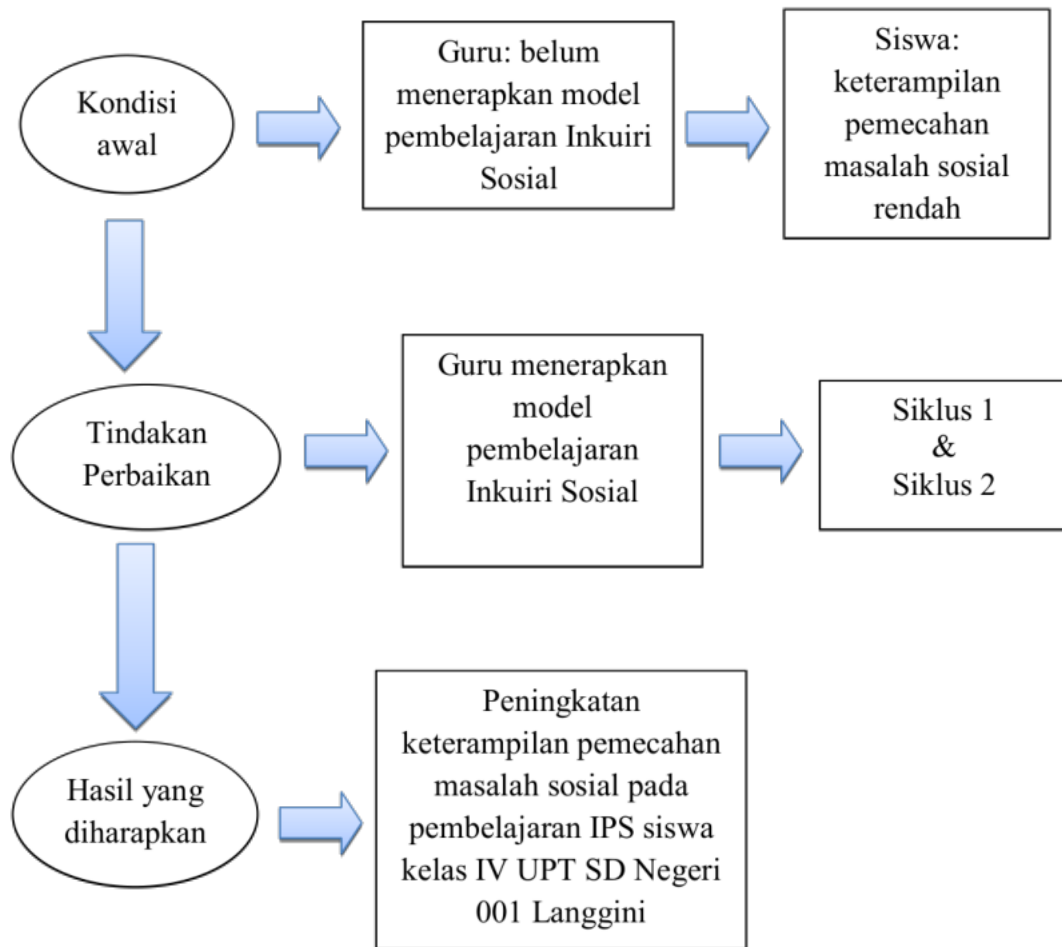 Kondisi
awal
Guru: belum
menerapkan model
pembelajaran Inkuiri
Sosial
Siswa:
keterampilan
pemecahan
masalah sosial
rendah
Tindakan
Perbaikan
Guru menerapkan
model
pembelajaran
Inkuiri Sosial
Siklus 1
&
Siklus 2
Hasil yang
diharapkan
Peningkatan
keterampilan pemecahan
masalah sosial pada
pembelajaran IPS siswa
kelas IV UPT SD Negeri
001 Langgini